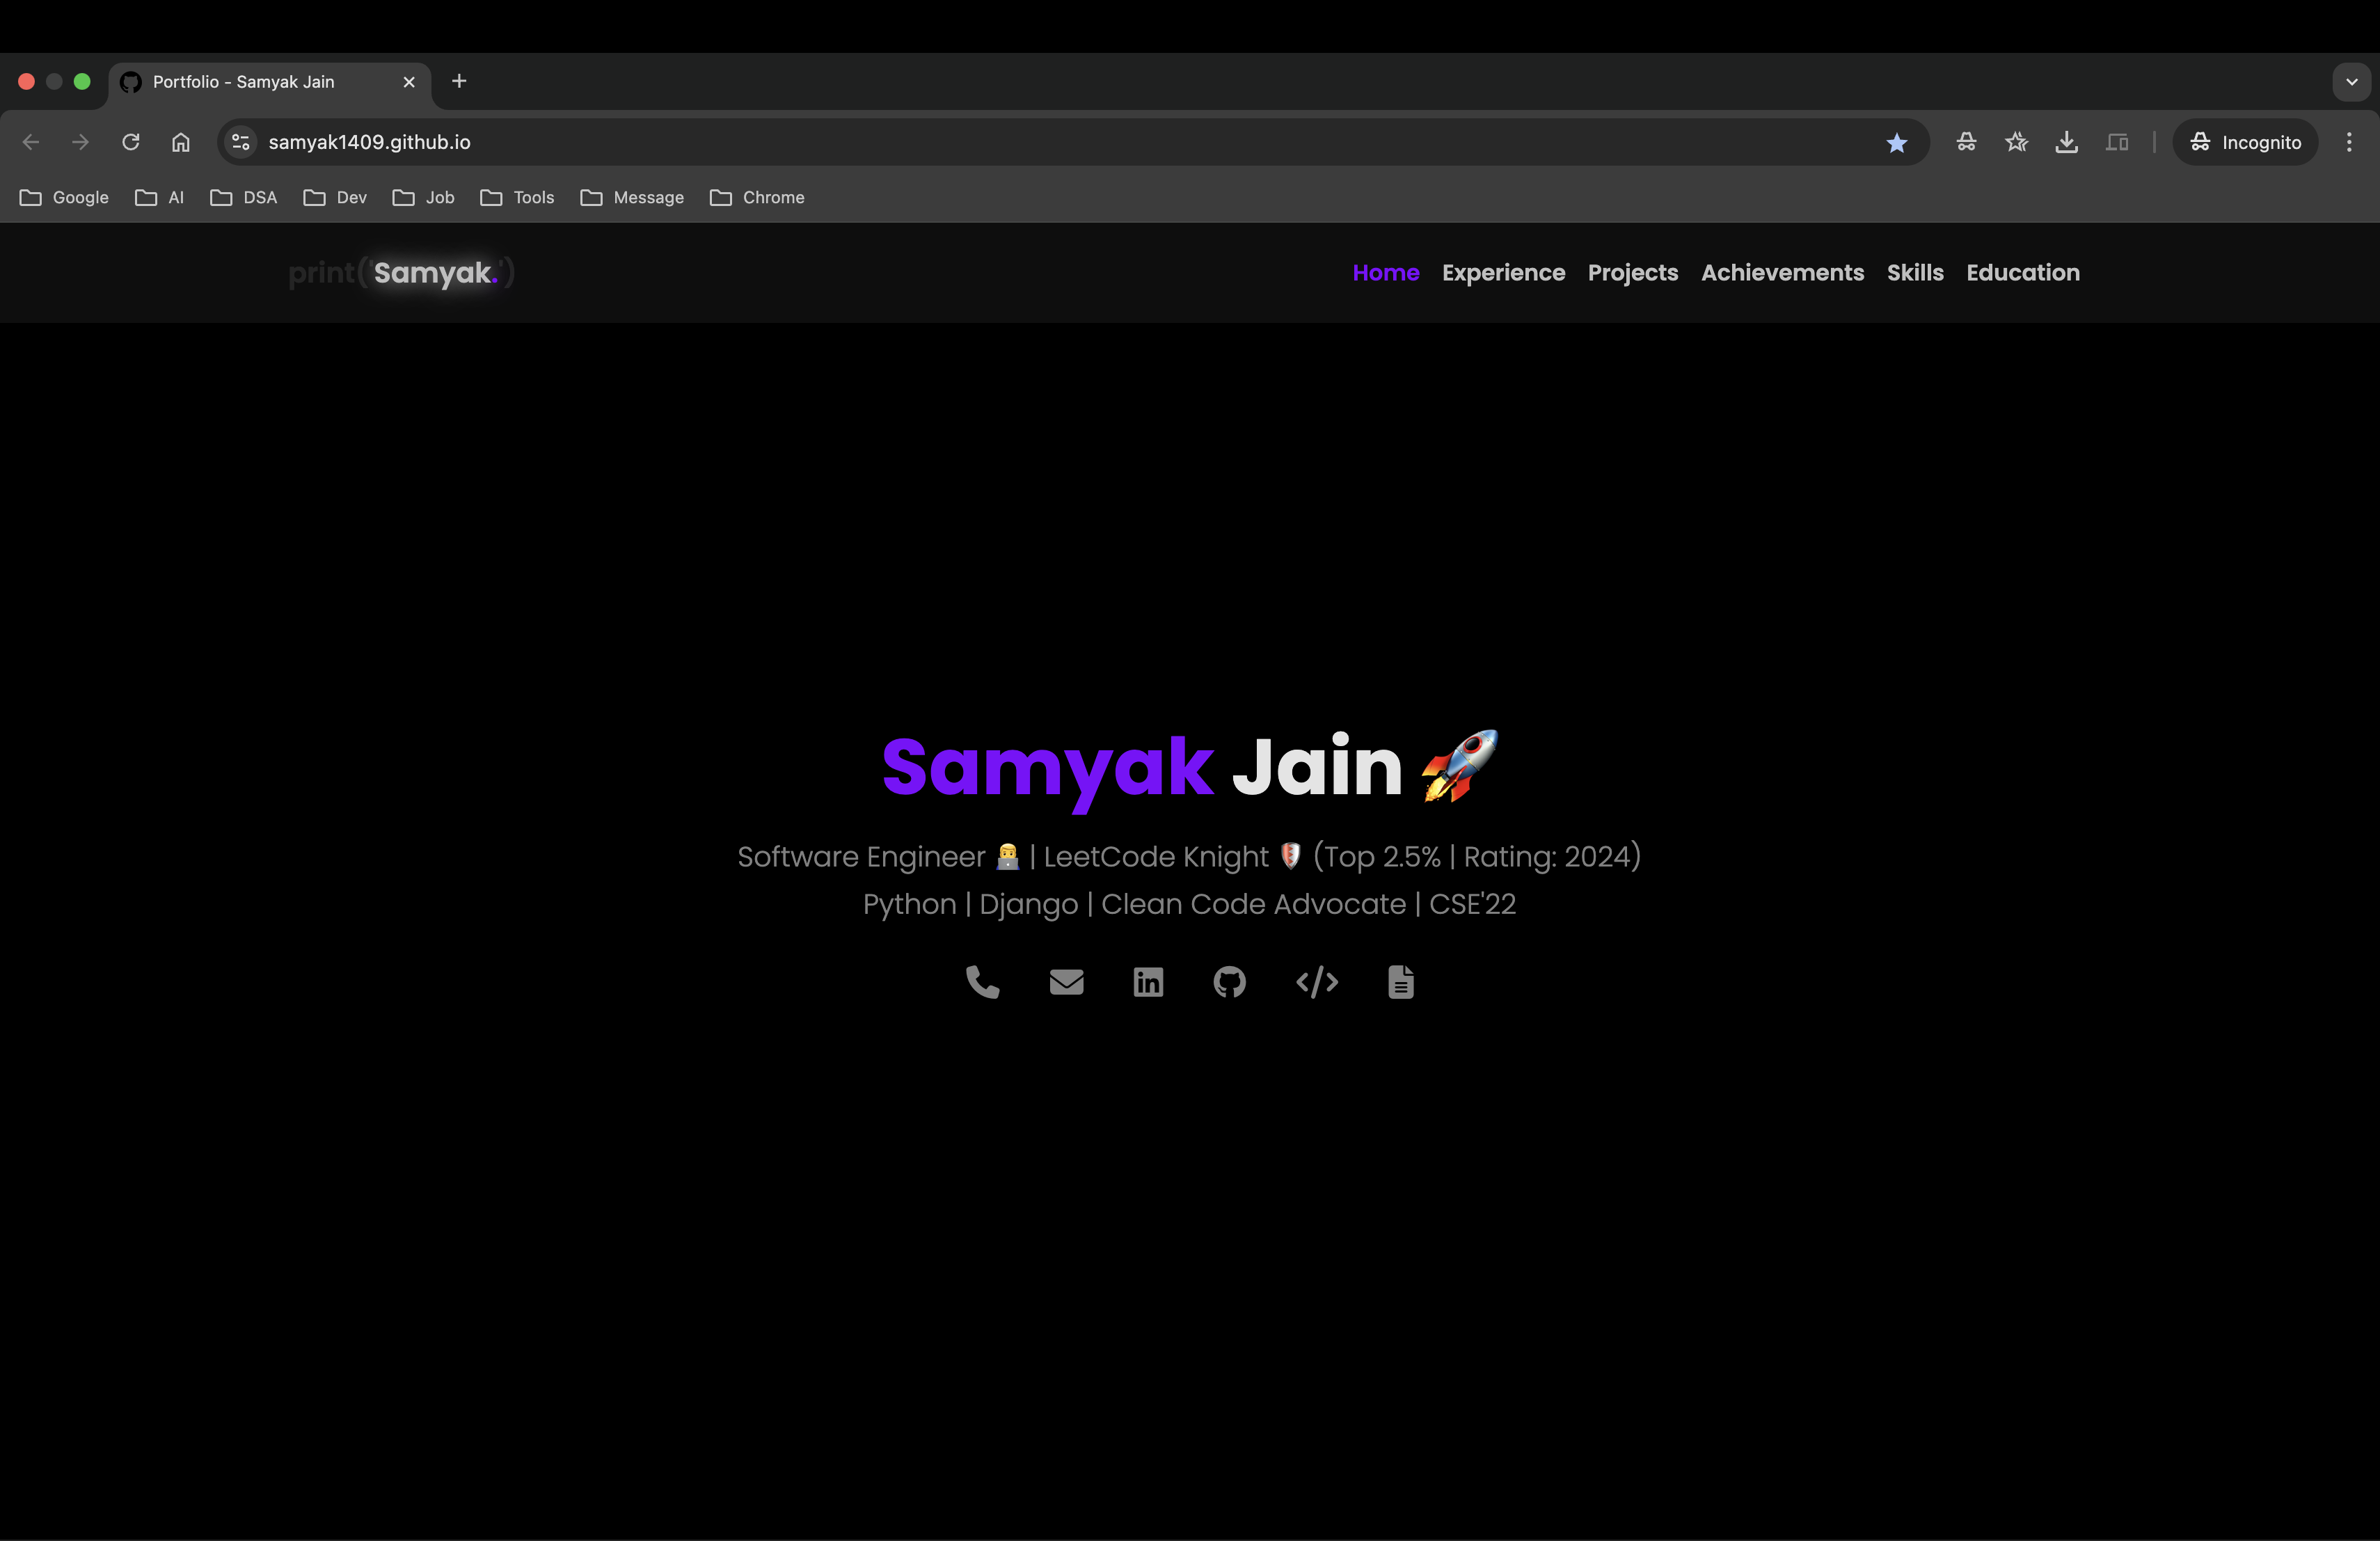 Portfolio - Samyak Jain
samyak1409.github.io
Incognito
Google AI DSA Dev Job Tools Message Chrome
print('Samyak.')
Home Experience Projects Achievements Skills Education
Samyak Jain 🚀
Software Engineer 👨‍💻 | LeetCode Knight 🛡️ (Top 2.5% | Rating: 2024)
Python | Django | Clean Code Advocate | CSE'22
in